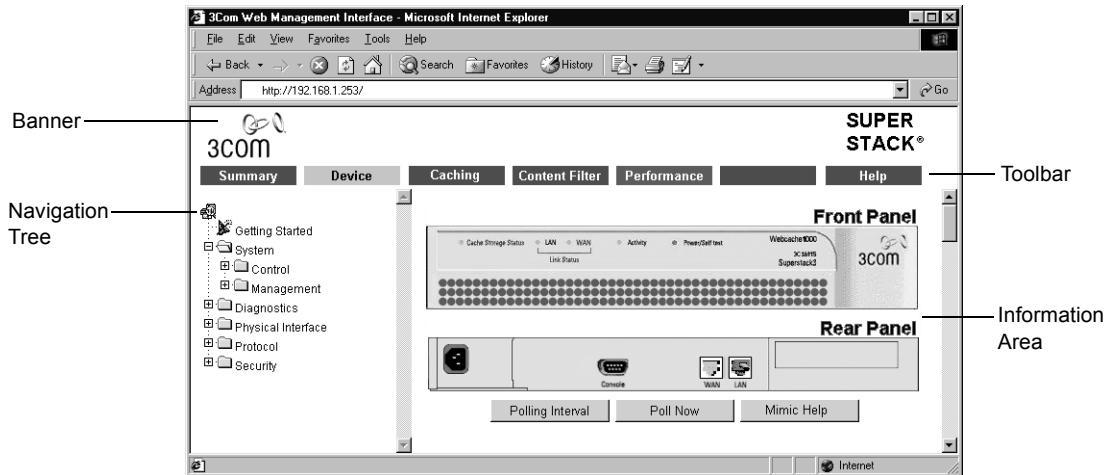 3Com Web Management Interface - Microsoft Internet Explorer
File Edit View Favorites Tools Help
Back Search Favorites History
Address http://192.168.1.253/ Go
Banner
3COM
SUPER
STACK®
Summary Device Caching Content Filter Performance Help
Toolbar
Navigation
Tree
Getting Started
System
Control
Management
Diagnostics
Physical Interface
Protocol
Security
Front Panel
Cache Storage Status LAN WAN Activity Power/Self test
Link Status
Webcache1000
Superstack3
3COM
Information
Area
Rear Panel
Console WAN LAN
Polling Interval Poll Now Mimic Help
Internet